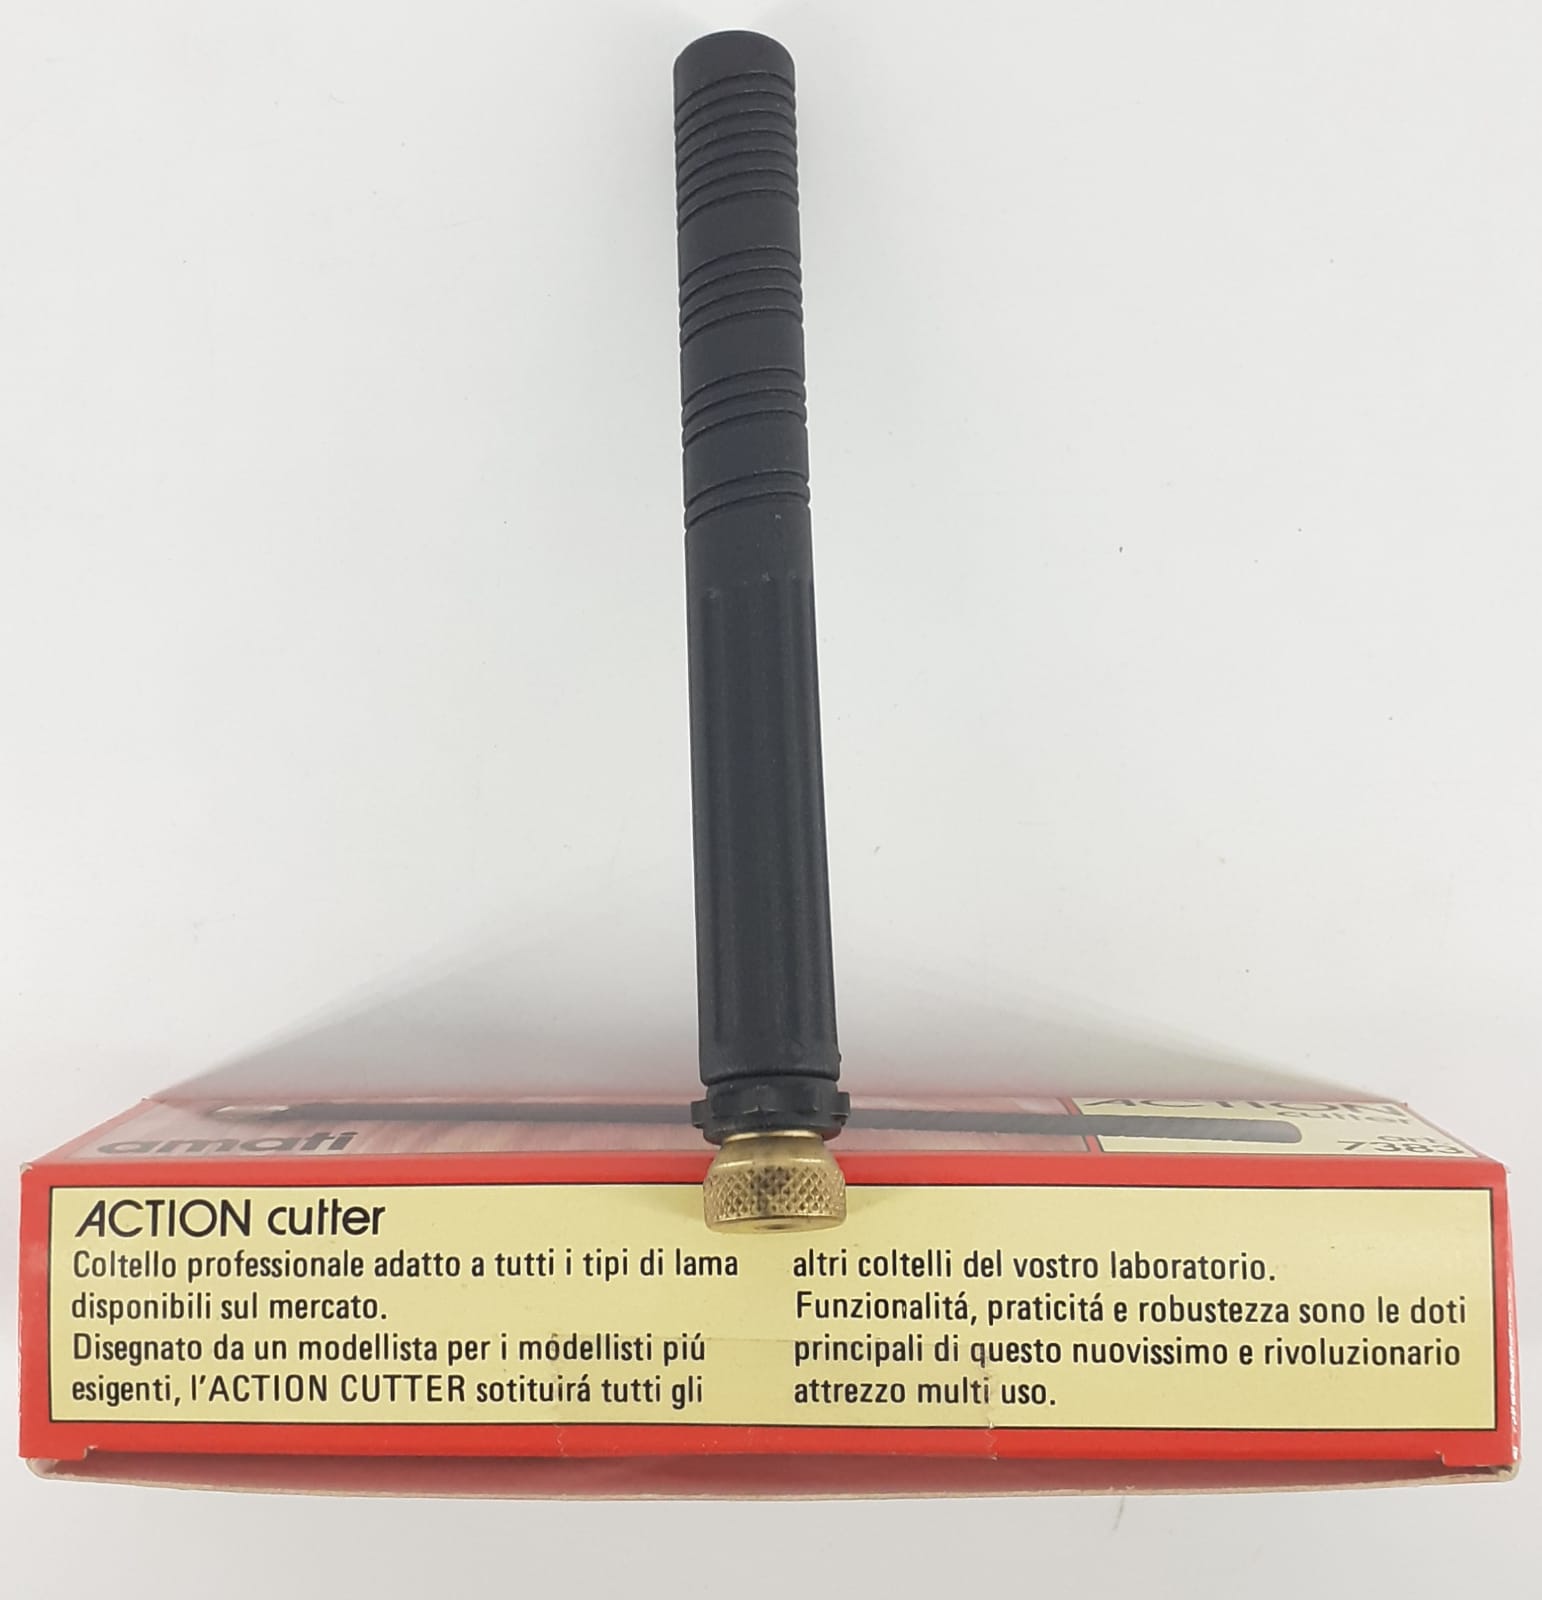 amati
ACTION
cutter
art.
7385
ACTION cutter
Coltello professionale adatto a tutti i tipi di lama
disponibili sul mercato.
Disegnato da un modellista per i modellisti piú
esigenti, l'ACTION CUTTER sotituirá tutti gli
altri coltelli del vostro laboratorio.
Funzionalitá, praticitá e robustezza sono le doti
principali di questo nuovissimo e rivoluzionario
attrezzo multi uso.